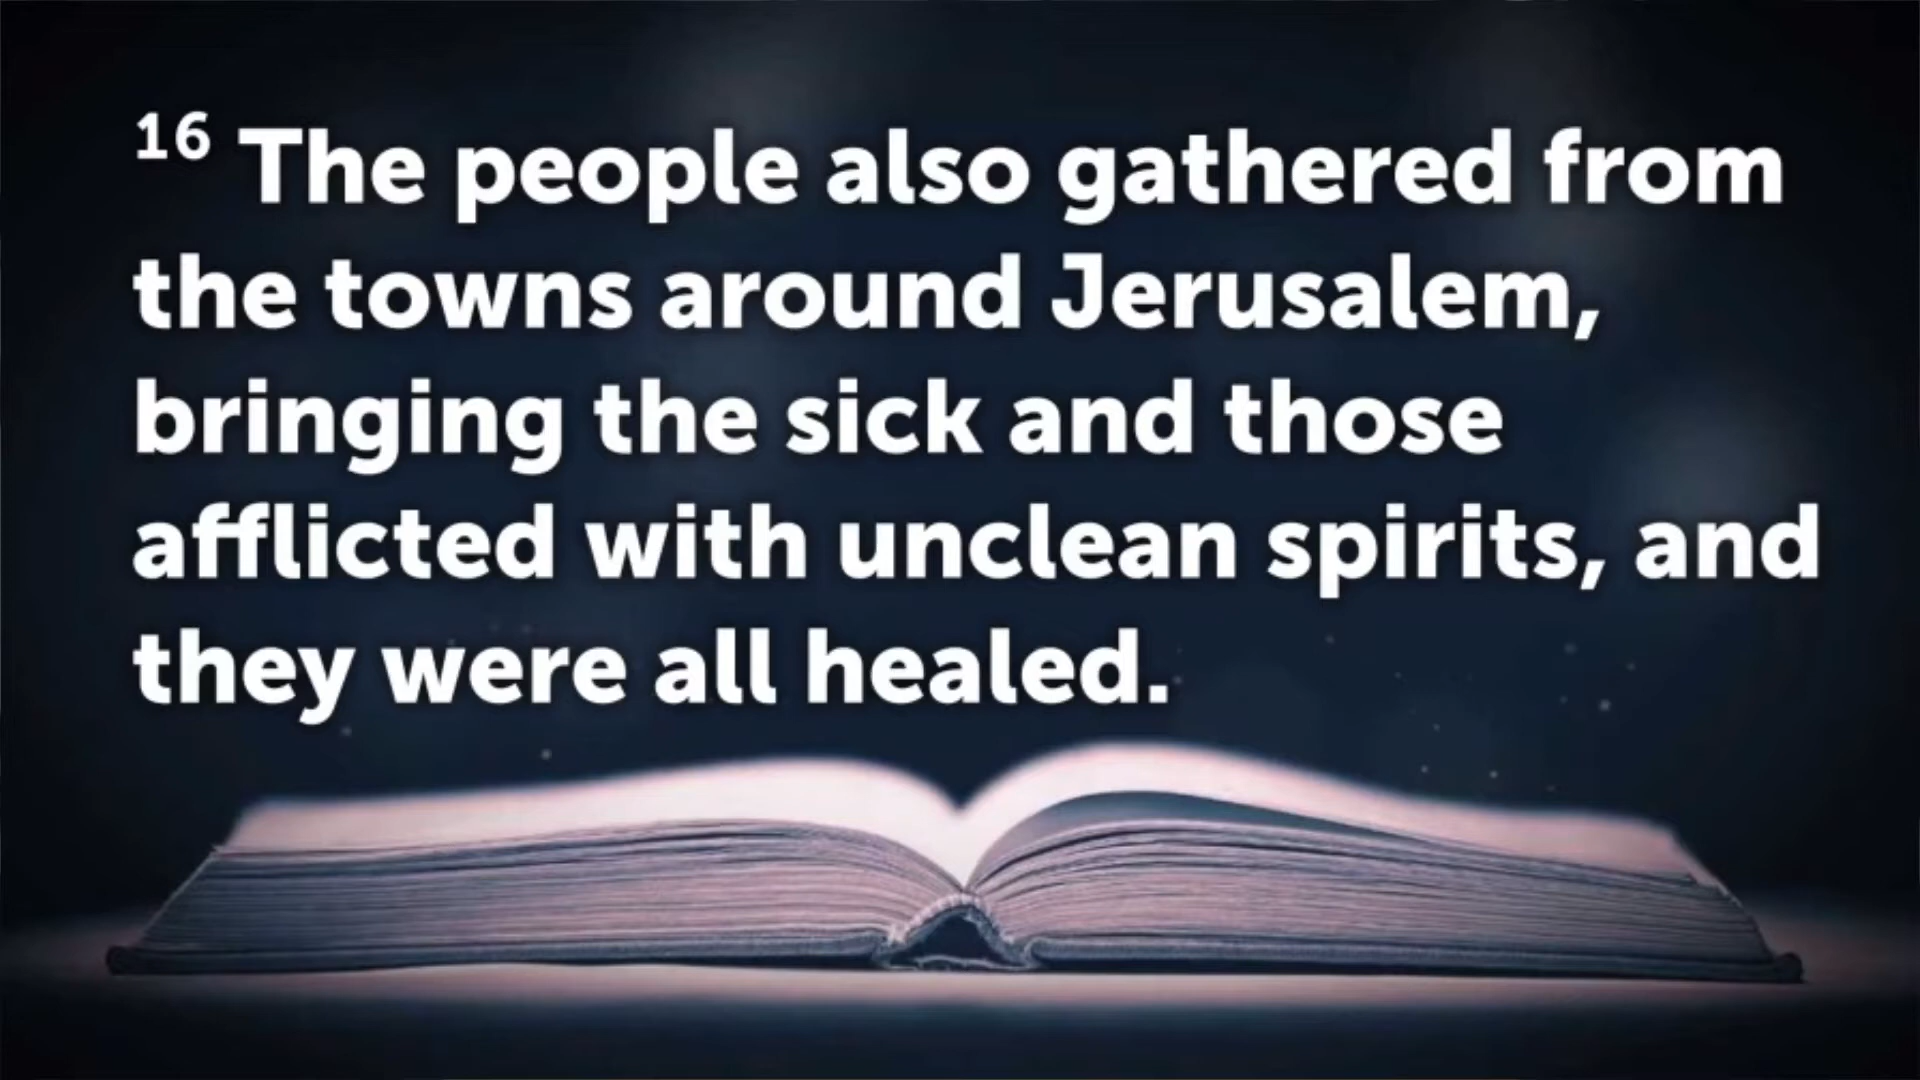 16 The people also gathered from
the towns around Jerusalem,
bringing the sick and those
afflicted with unclean spirits, and
they were all healed.